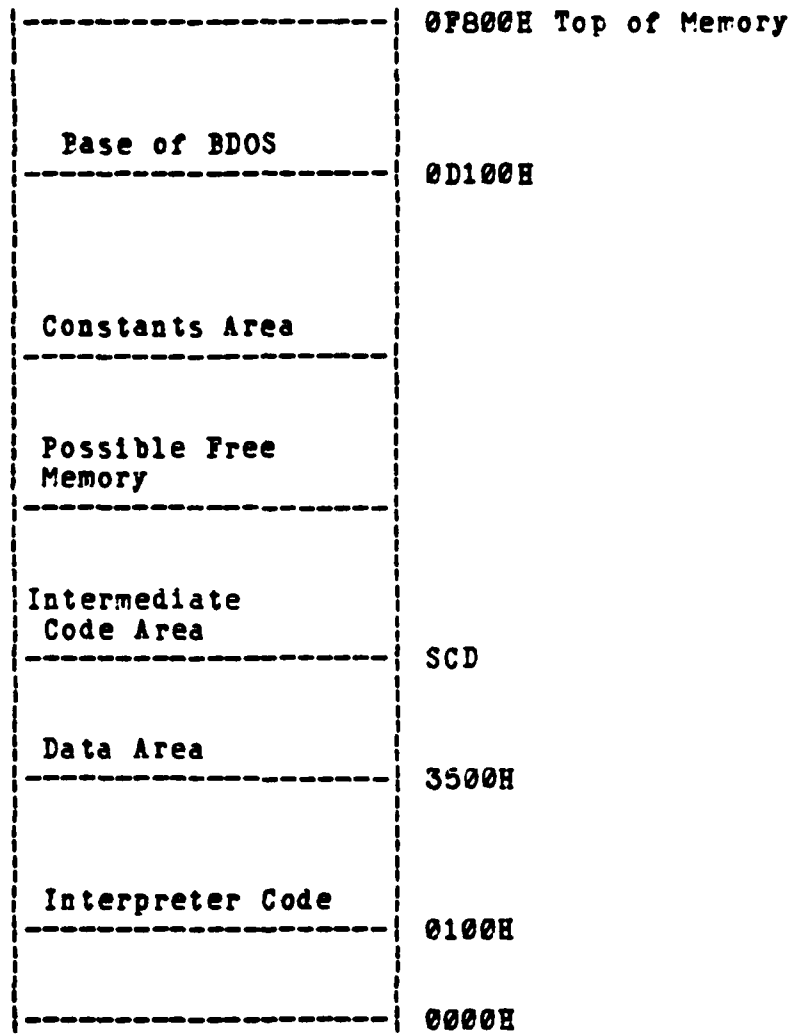 0F800H Top of Memory
Base of BDOS
0D100H
Constants Area
Possible Free
Memory
Intermediate
Code Area
SCD
Data Area
3500H
Interpreter Code
0100H
0000H